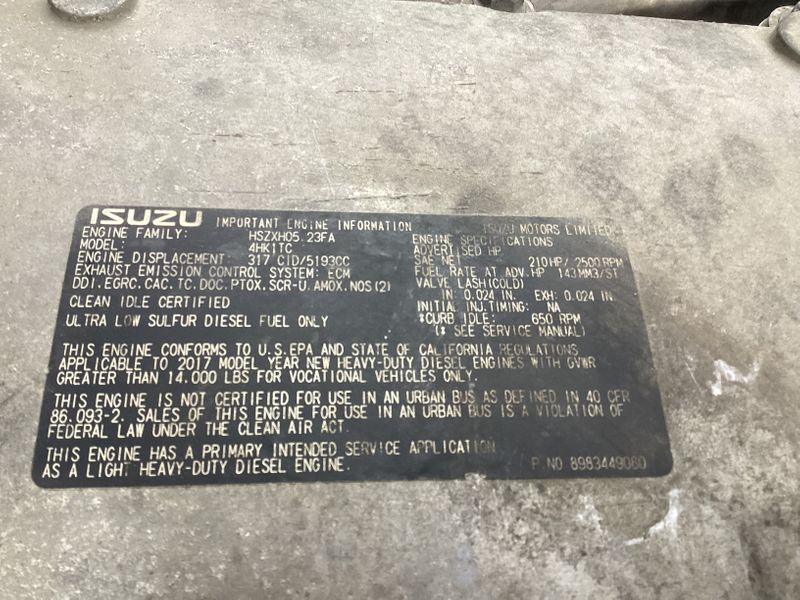 ISUZU IMPORTANT ENGINE INFORMATION ISUZU MOTORS LIMITED
ENGINE FAMILY: HSZXH05.23FA
MODEL: 4HK1TC
ENGINE DISPLACEMENT: 317 CID/5193CC
EXHAUST EMISSION CONTROL SYSTEM: ECM
DDI.EGRC.CAC.TC.DOC.PTOX.SCR-U.AMOX.NOS(2)
CLEAN IDLE CERTIFIED
ULTRA LOW SULFUR DIESEL FUEL ONLY
ENGINE SPECIFICATIONS
ADVERTISED HP
SAE NET 210HP/2500RPM
FUEL RATE AT ADV.HP 143MM3/ST
VALVE LASH(COLD)
IN: 0.024 IN. EXH: 0.024 IN
INITIAL INJ.TIMING: NA
*CURB IDLE: 650 RPM
(* SEE SERVICE MANUAL)
THIS ENGINE CONFORMS TO U.S.EPA AND STATE OF CALIFORNIA REGULATIONS
APPLICABLE TO 2017 MODEL YEAR NEW HEAVY-DUTY DIESEL ENGINES WITH GVWR
GREATER THAN 14.000 LBS FOR VOCATIONAL VEHICLES ONLY.
THIS ENGINE IS NOT CERTIFIED FOR USE IN AN URBAN BUS AS DEFINED IN 40 CFR
86.093-2. SALES OF THIS ENGINE FOR USE IN AN URBAN BUS IS A VIOLATION OF
FEDERAL LAW UNDER THE CLEAN AIR ACT.
THIS ENGINE HAS A PRIMARY INTENDED SERVICE APPLICATION
AS A LIGHT HEAVY-DUTY DIESEL ENGINE.
P.NO 8983449060